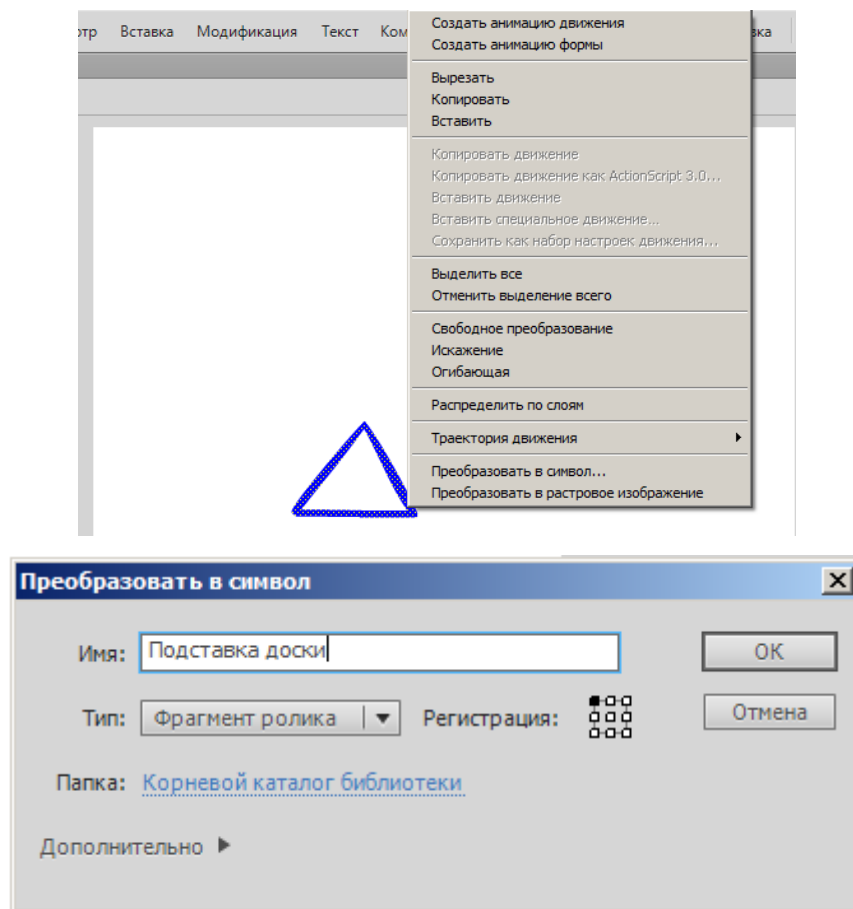 Вставка Модификация Текст
Создать анимацию движения
Создать анимацию формы
Вырезать
Копировать
Вставить
Копировать движение
Копировать движение как ActionScript 3.0...
Вставить движение
Вставить специальное движение...
Сохранить как набор настроек движения...
Выделить все
Отменить выделение всего
Свободное преобразование
Искажение
Огибающая
Распределить по слоям
Траектория движения
Преобразовать в символ...
Преобразовать в растровое изображение
Преобразовать в символ
Имя: Подставка доски OK
Тип: Фрагмент ролика Регистрация: Отмена
Папка: Корневой каталог библиотеки
Дополнительно